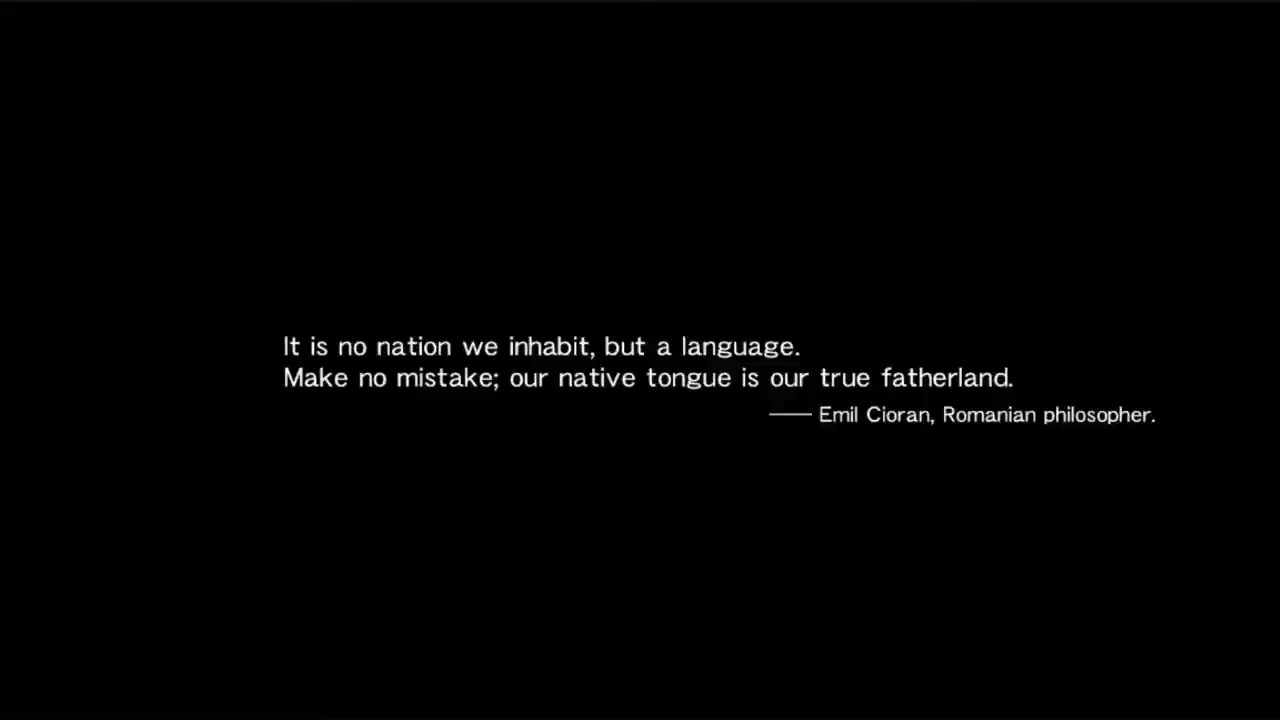 It is no nation we inhabit, but a language.
Make no mistake; our native tongue is our true fatherland.
—— Emil Cioran, Romanian philosopher.